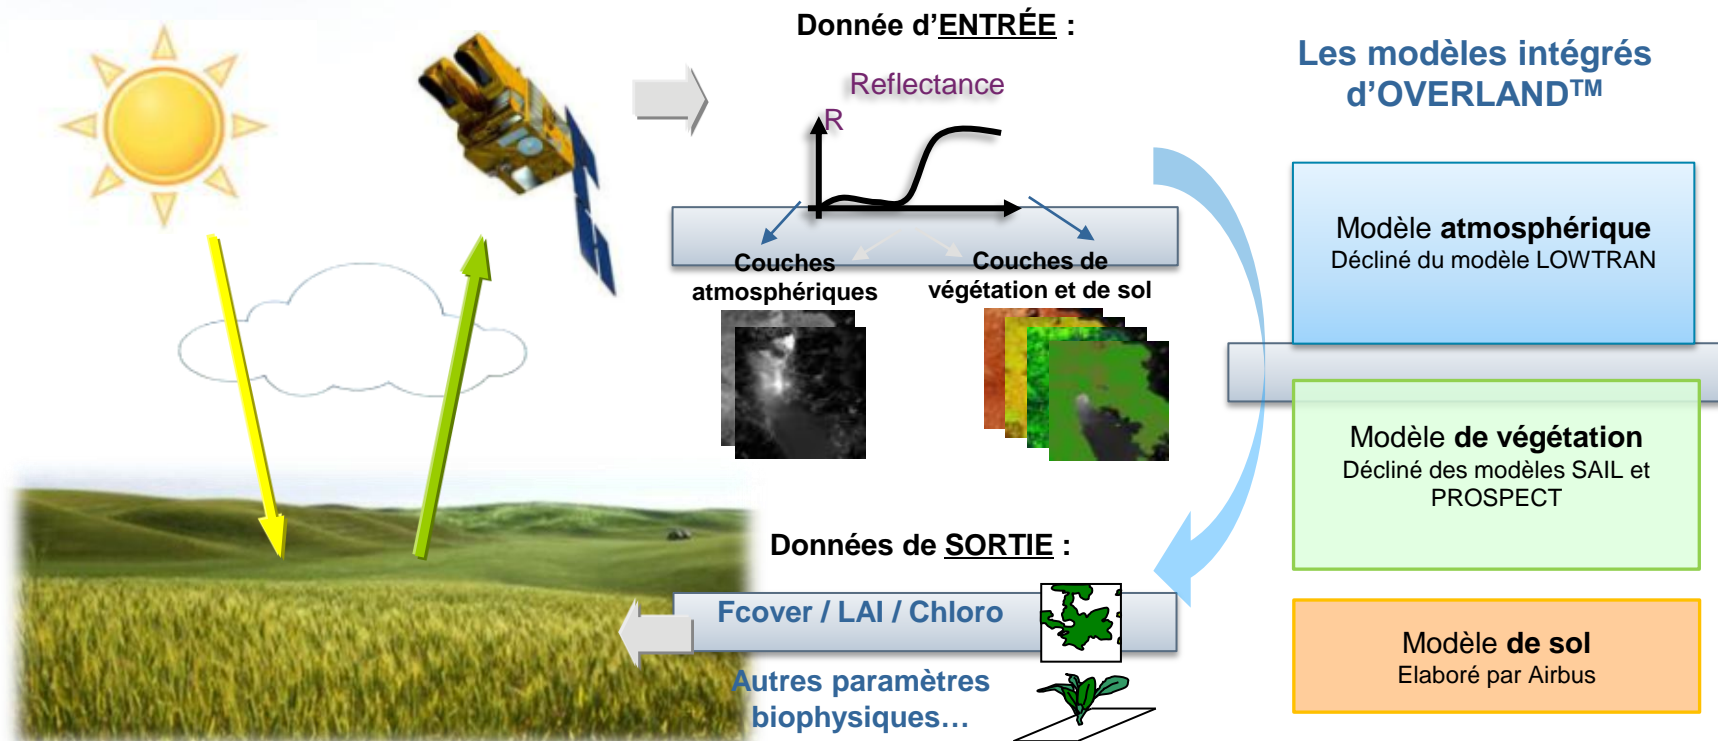 Donnée d’ENTRÉE :
Reflectance
R
Couches
atmosphériques
Couches de
végétation et de sol
Données de SORTIE :
Fcover / LAI / Chloro
Autres paramètres
biophysiques…
Les modèles intégrés
d’OVERLAND™
Modèle atmosphérique
Décliné du modèle LOWTRAN
Modèle de végétation
Décliné des modèles SAIL et
PROSPECT
Modèle de sol
Elaboré par Airbus